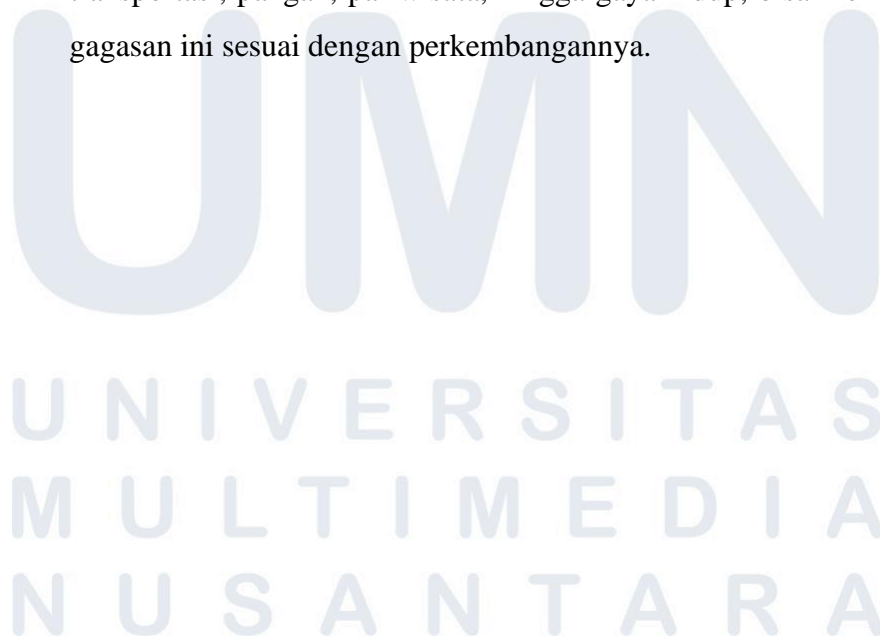 gagasan ini sesuai dengan perkembangannya.
UMN
UNIVERSITAS
MULTIMEDIA
NUSANTARA